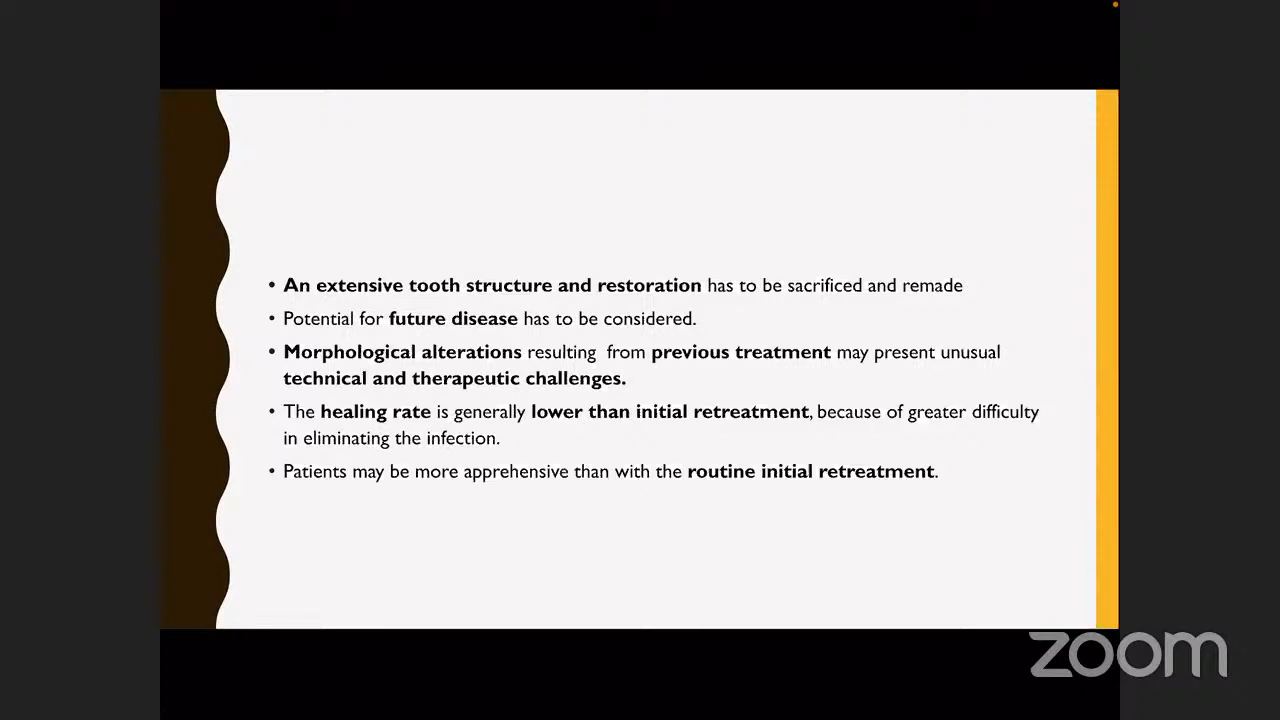 • An extensive tooth structure and restoration has to be sacrificed and remade
• Potential for future disease has to be considered.
• Morphological alterations resulting from previous treatment may present unusual
technical and therapeutic challenges.
• The healing rate is generally lower than initial retreatment, because of greater difficulty
in eliminating the infection.
• Patients may be more apprehensive than with the routine initial retreatment.
zoom